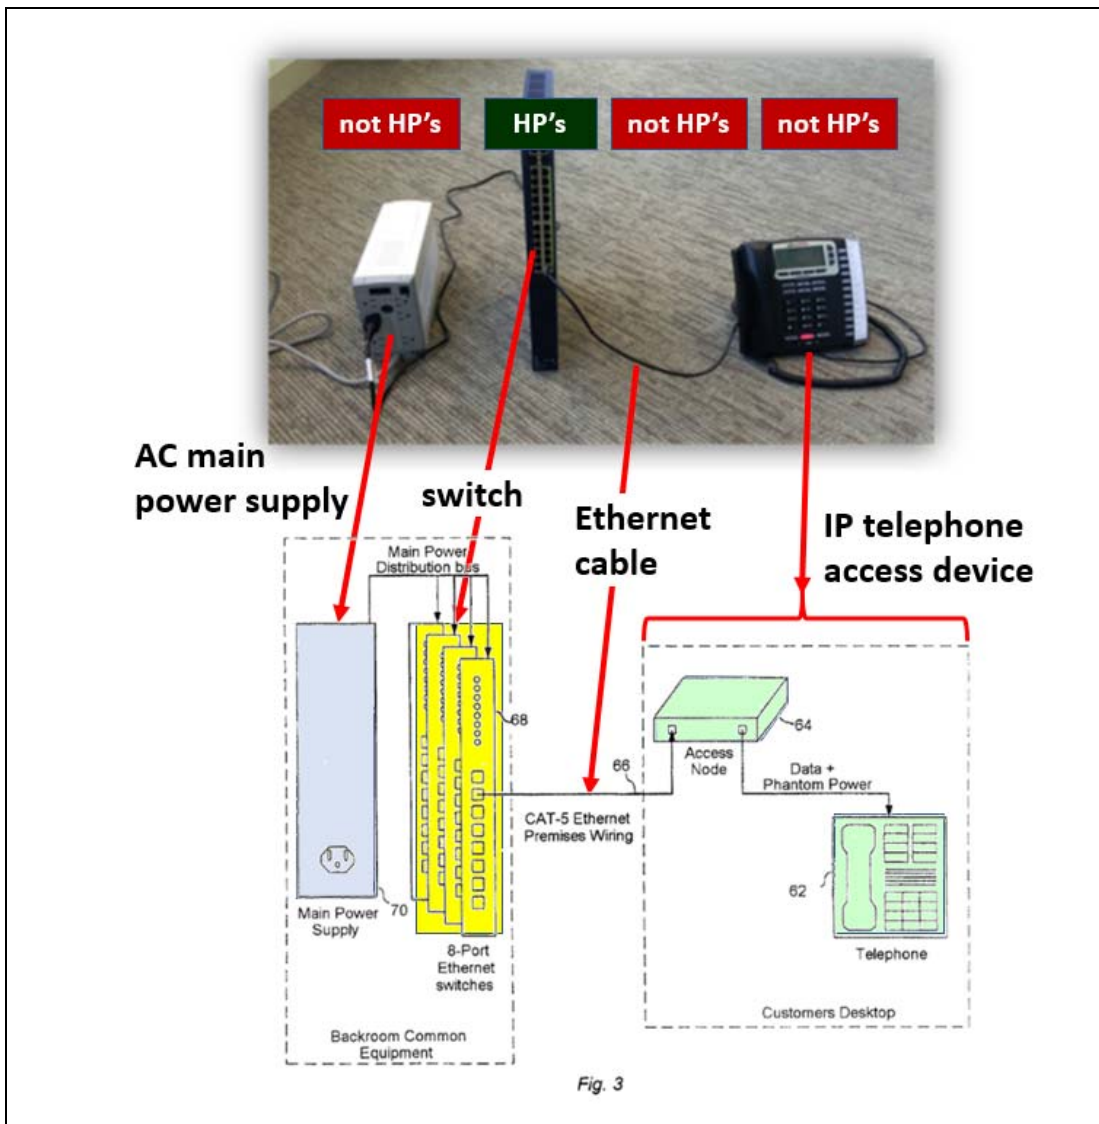 not HP's
HP's
not HP's
not HP's
AC main
power supply
switch
Ethernet
cable
IP telephone
access device
Main Power
Distribution bus
68
64
Access
Node
66
Data +
Phantom Power
CAT-5 Ethernet
Premises Wiring
62
70
Main Power
Supply
8-Port
Ethernet
switches
Telephone
Customers Desktop
Backroom Common
Equipment
Fig. 3